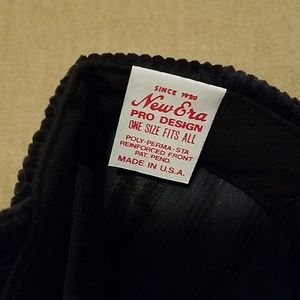 SINCE 1920
New Era
PRO DESIGN
ONE SIZE FITS ALL
POLY-PERMA-STA
REINFORCED FRONT
PAT. PEND.
MADE IN U.S.A.